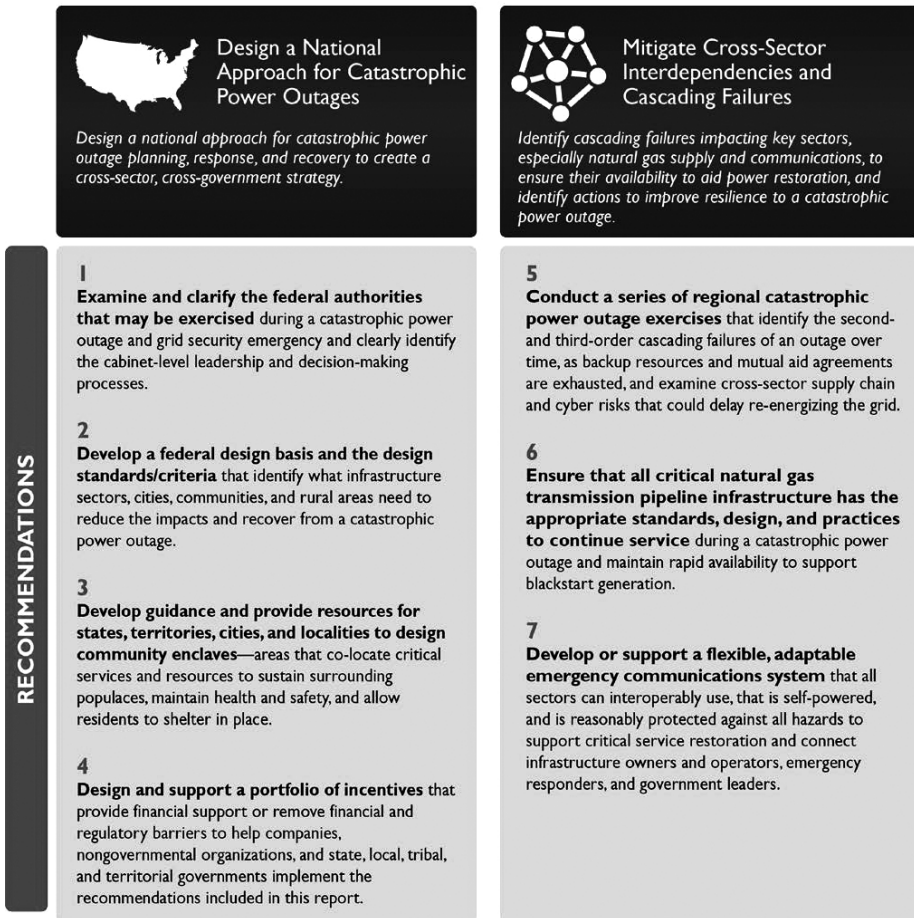 Design a National
Approach for Catastrophic
Power Outages
Design a national approach for catastrophic power
outage planning, response, and recovery to create a
cross-sector, cross-government strategy.
Mitigate Cross-Sector
Interdependencies and
Cascading Failures
Identify cascading failures impacting key sectors,
especially natural gas supply and communications, to
ensure their availability to aid power restoration, and
identify actions to improve resilience to a catastrophic
power outage.
RECOMMENDATIONS
1
Examine and clarify the federal authorities
that may be exercised during a catastrophic power
outage and grid security emergency and clearly identify
the cabinet-level leadership and decision-making
processes.
2
Develop a federal design basis and the design
standards/criteria that identify what infrastructure
sectors, cities, communities, and rural areas need to
reduce the impacts and recover from a catastrophic
power outage.
3
Develop guidance and provide resources for
states, territories, cities, and localities to design
community enclaves—areas that co-locate critical
services and resources to sustain surrounding
populaces, maintain health and safety, and allow
residents to shelter in place.
4
Design and support a portfolio of incentives that
provide financial support or remove financial and
regulatory barriers to help companies,
nongovernmental organizations, and state, local, tribal,
and territorial governments implement the
recommendations included in this report.
5
Conduct a series of regional catastrophic
power outage exercises that identify the second-
and third-order cascading failures of an outage over
time, as backup resources and mutual aid agreements
are exhausted, and examine cross-sector supply chain
and cyber risks that could delay re-energizing the grid.
6
Ensure that all critical natural gas
transmission pipeline infrastructure has the
appropriate standards, design, and practices
to continue service during a catastrophic power
outage and maintain rapid availability to support
blackstart generation.
7
Develop or support a flexible, adaptable
emergency communications system that all
sectors can interoperably use, that is self-powered,
and is reasonably protected against all hazards to
support critical service restoration and connect
infrastructure owners and operators, emergency
responders, and government leaders.